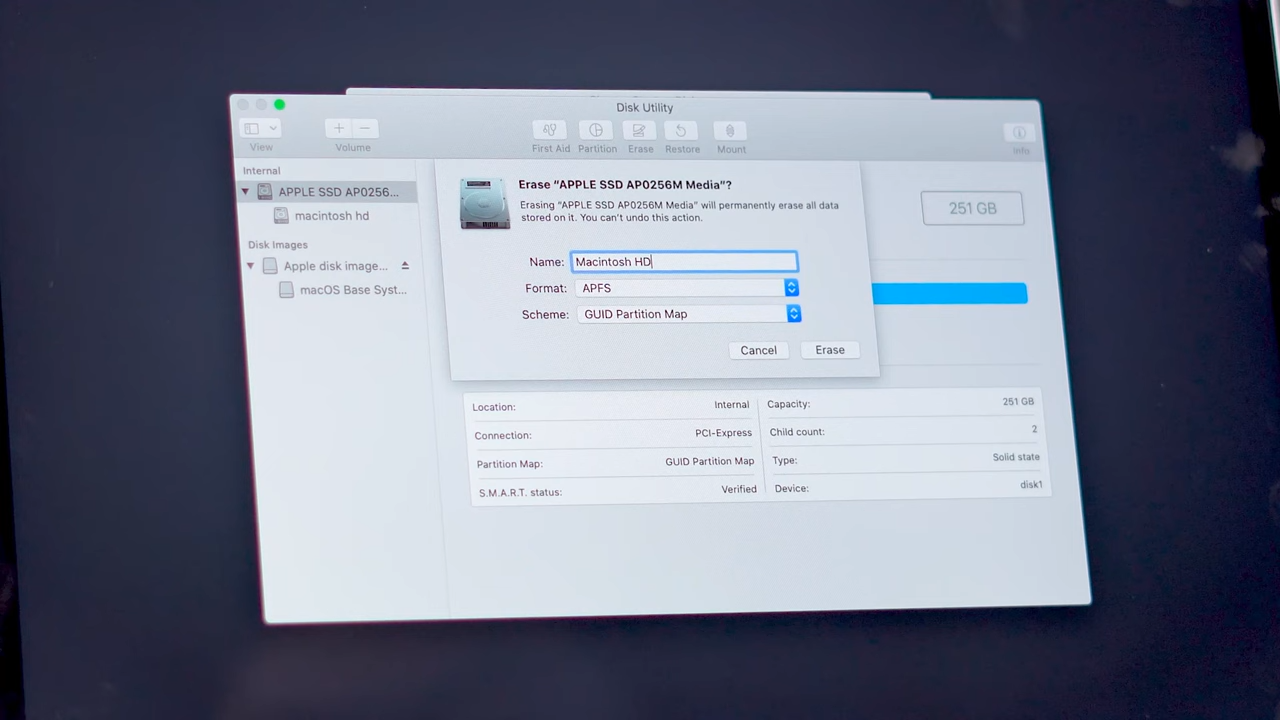 Disk Utility
View
Volume
First Aid
Partition
Erase
Restore
Mount
Info
Internal
APPLE SSD AP0256...
macintosh hd
Disk Images
Apple disk image...
macOS Base Syst...
Erase “APPLE SSD AP0256M Media”?
Erasing “APPLE SSD AP0256M Media” will permanently erase all data
stored on it. You can't undo this action.
Name: Macintosh HD
Format: APFS
Scheme: GUID Partition Map
Cancel
Erase
251 GB
Location: Internal
Connection: PCI-Express
Partition Map: GUID Partition Map
S.M.A.R.T. status: Verified
Capacity: 251 GB
Child count: 2
Type: Solid state
Device: disk1